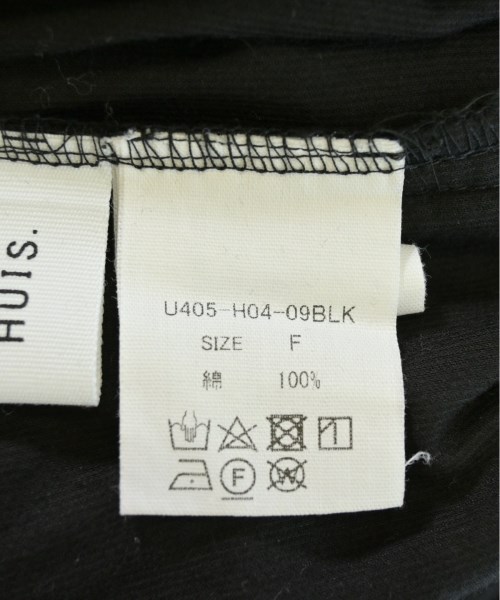 HUIS.
U405-H04-09BLK
SIZE F
綿 100%
F W